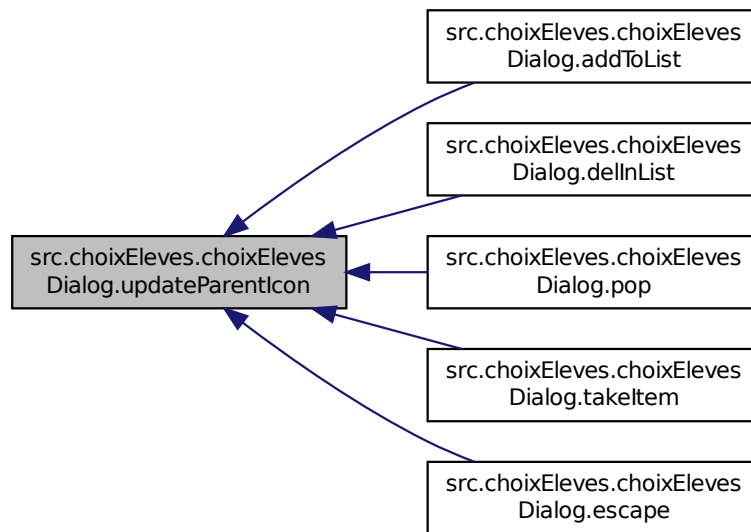 src.choixEleves.choixEleves
Dialog.addToList
src.choixEleves.choixEleves
Dialog.delInList
src.choixEleves.choixEleves
Dialog.updateParentIcon
src.choixEleves.choixEleves
Dialog.pop
src.choixEleves.choixEleves
Dialog.takeItem
src.choixEleves.choixEleves
Dialog.escape